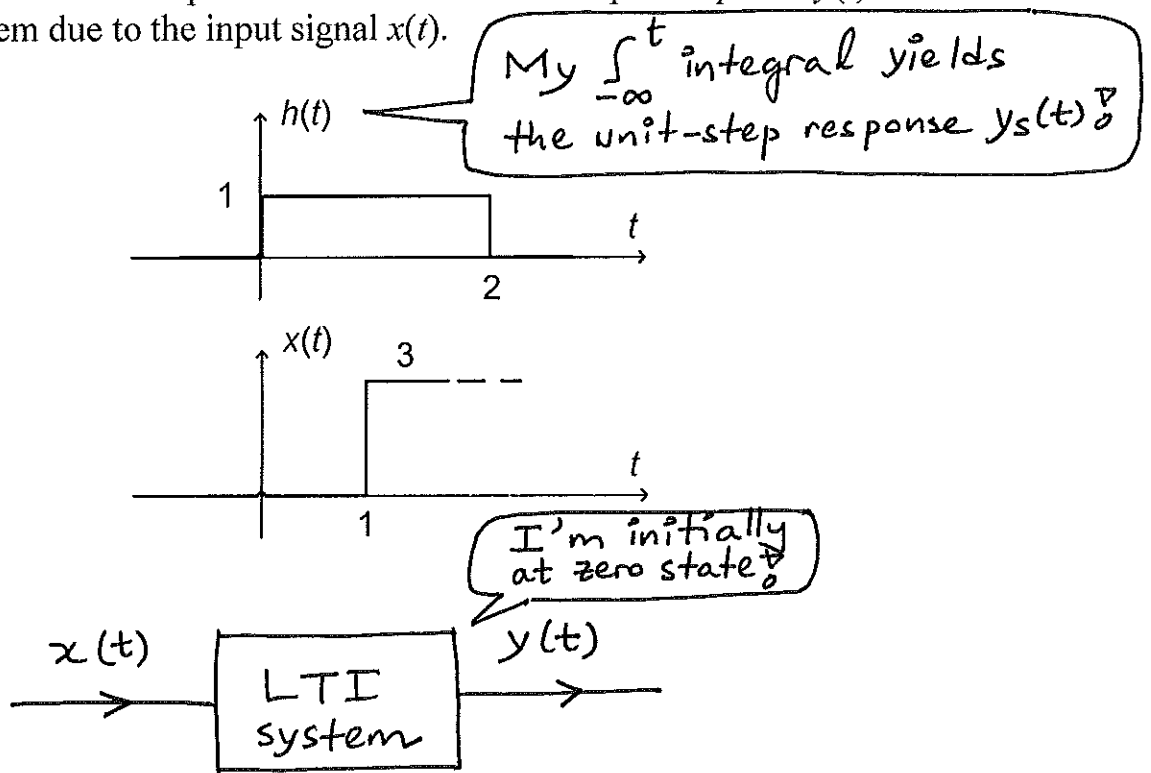 em due to the input signal x(t).
My ∫_{-∞}^{t} integral yields
the unit-step response y_s(t)!
h(t)
1
t
2
x(t)
3
t
1
I'm initially
at zero state!
x(t)
LTI
system
y(t)